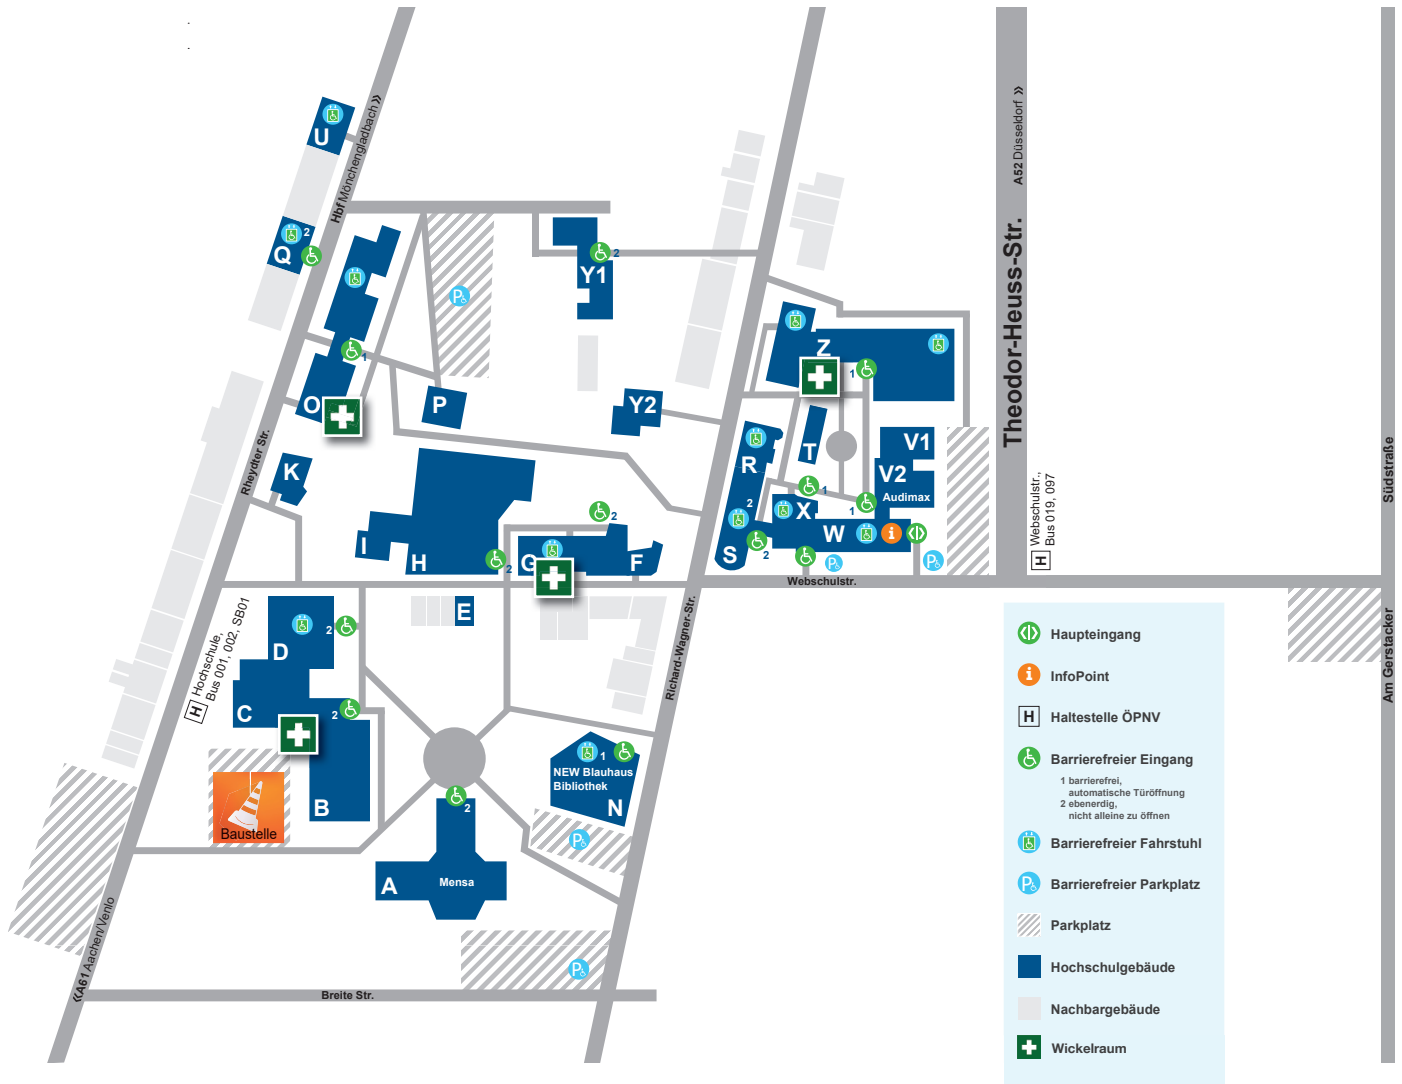 Hbf Mönchengladbach »
A52 Düsseldorf »
Theodor-Heuss-Str.
U
2
Q
Y1
2
1
O
P
Y2
Z
1
K
Rheydter Str.
R
T
V1
V2
Audimax
Südstraße
I
H
2
G
2
F
2
S
2
X
1
1
W
Webschulstr.
H Webschulstr.,
Bus 019, 097
H Hochschule,
Bus 001, 002, SB01
D
2
E
C
2
B
Baustelle
Richard-Wagner-Str.
1
NEW Blauhaus
Bibliothek
N
2
A
Mensa
«A61 Aachen/Venlo
Breite Str.
Am Gerstacker
Haupteingang
i InfoPoint
H Haltestelle ÖPNV
Barrierefreier Eingang
1 barrierefrei,
automatische Türöffnung
2 ebenerdig,
nicht alleine zu öffnen
Barrierefreier Fahrstuhl
P Barrierefreier Parkplatz
Parkplatz
Hochschulgebäude
Nachbargebäude
Wickelraum